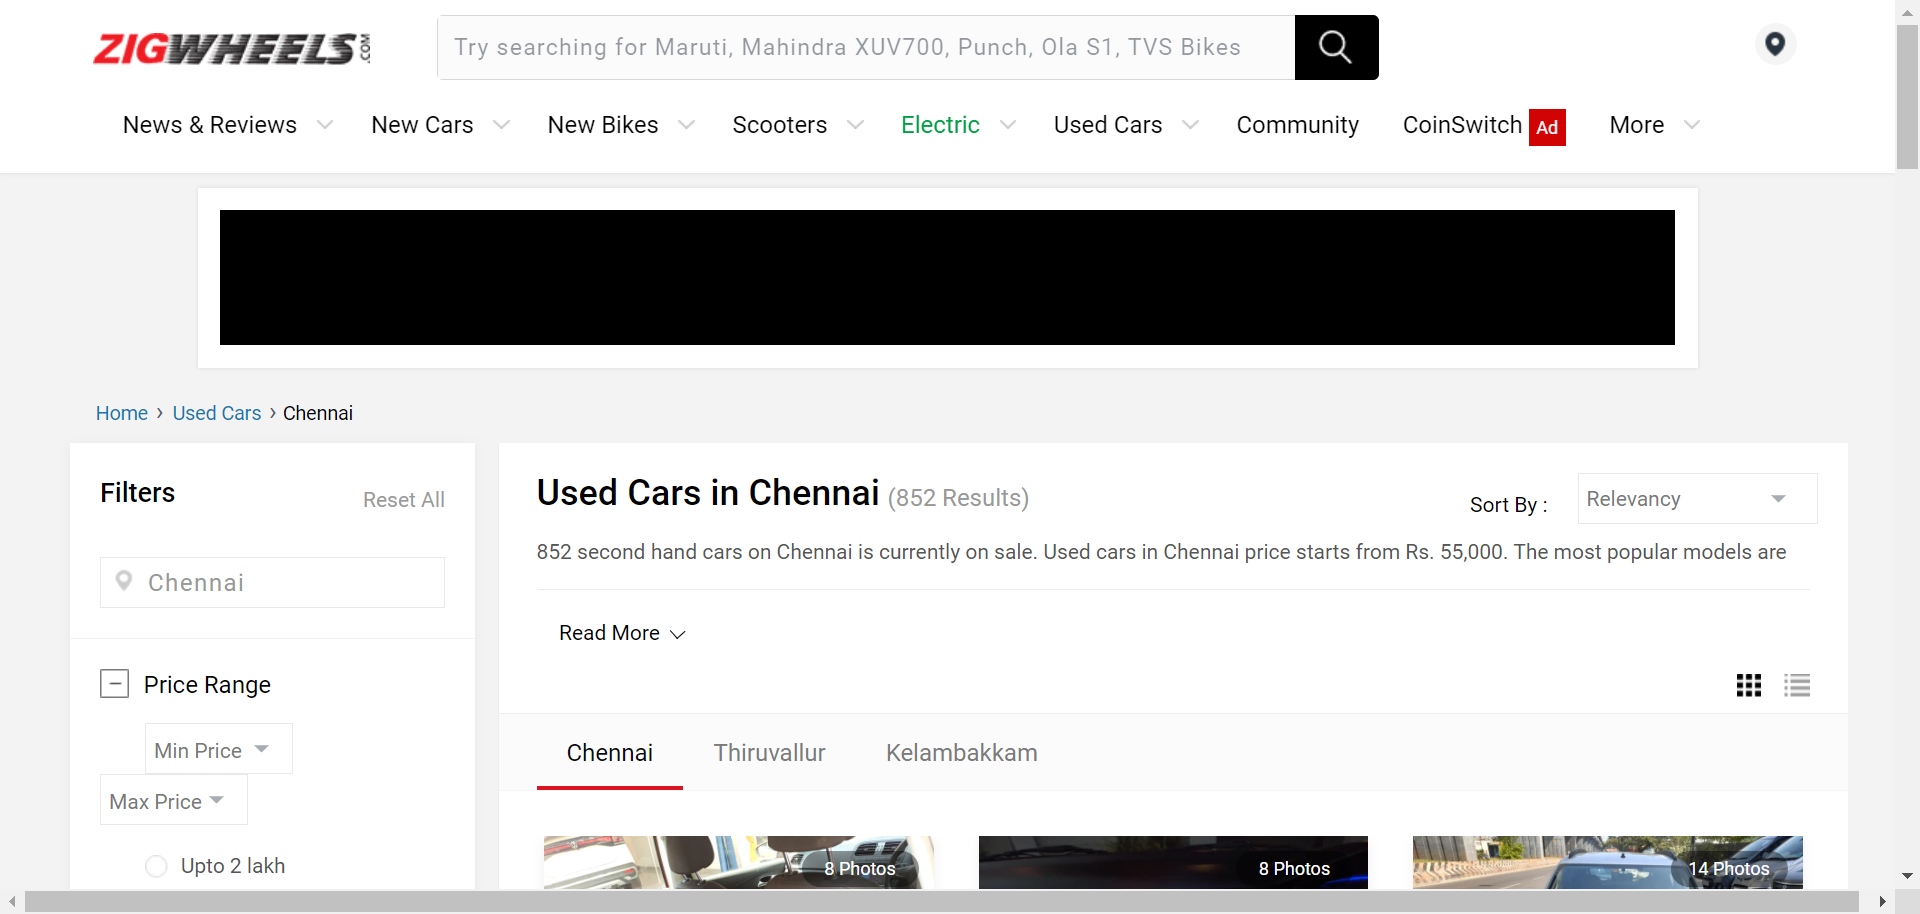 ZIGWHEELS.COM
Try searching for Maruti, Mahindra XUV700, Punch, Ola S1, TVS Bikes
News & Reviews New Cars New Bikes Scooters Electric Used Cars Community CoinSwitch Ad More
Home › Used Cars › Chennai
Filters
Reset All
Chennai
Price Range
Min Price
Max Price
Upto 2 lakh
Used Cars in Chennai (852 Results)
Sort By : Relevancy
852 second hand cars on Chennai is currently on sale. Used cars in Chennai price starts from Rs. 55,000. The most popular models are
Read More
Chennai Thiruvallur Kelambakkam
8 Photos 8 Photos 14 Photos